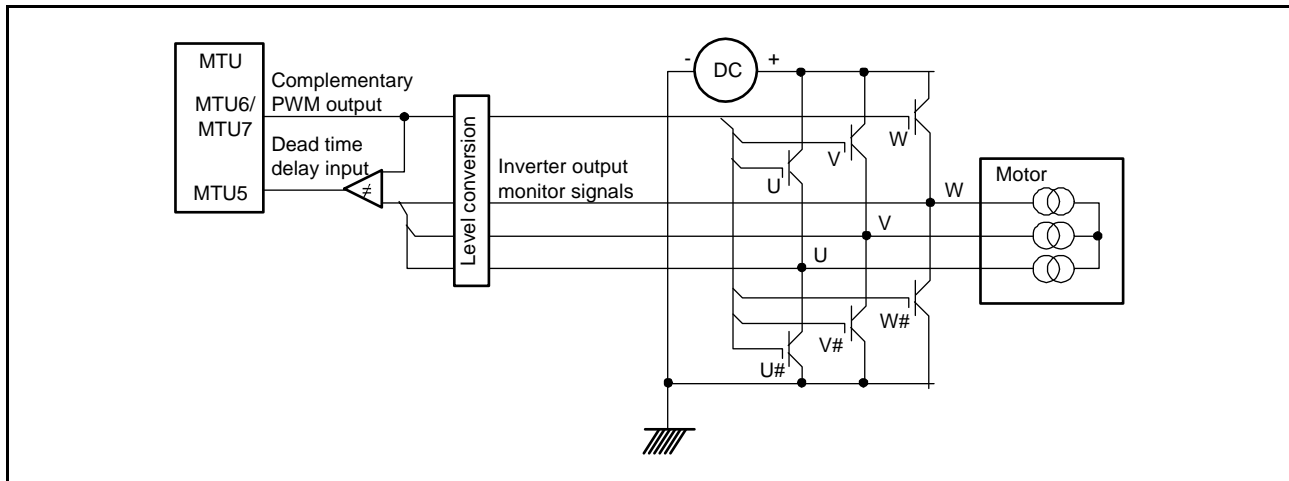 MTU
MTU6/
MTU7
MTU5
Complementary
PWM output
Dead time
delay input
≠
Level conversion
Inverter output
monitor signals
- DC +
W
V
U
W
V
U
W#
V#
U#
Motor